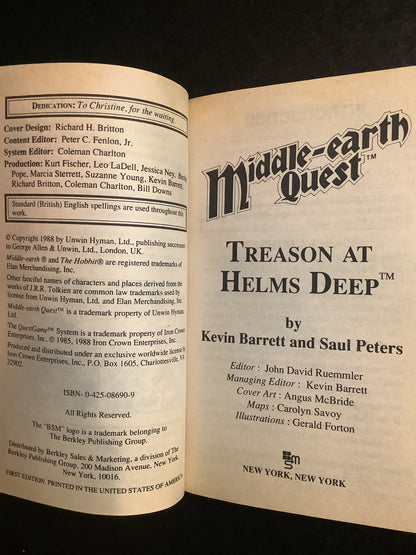 DEDICATION: To Christine, for the waiting.
Cover Design: Richard H. Britton
Content Editor: Peter C. Fenlon, Jr.
System Editor: Coleman Charlton
Production: Kurt Fischer, Leo LaDell, Jessica Ney,
Pope, Marcia Sterrett, Suzanne Young, Kevin Barrett,
Richard Britton, Coleman Charlton, Bill Downs
Standard (British) English spellings are used throughout
this work.
© Copyright 1988 by Unwin Hyman, Ltd., publishing successors
to George Allen & Unwin, Ltd., London, UK.
Middle-earth ® and The Hobbit® are registered trademarks of
Elan Merchandising, Inc.
Other fanciful names of characters and places derived from the
works of J.R.R. Tolkien are common law trademarks used by
license from Unwin Hyman, Ltd. and Elan Merchandising, Inc.
Middle-earth Quest™ is a trademark property of Unwin Hyman,
Ltd.
The QuestGame™ System is a trademark property of Iron Crown
Enterprises, Inc. © 1985, 1988 Iron Crown Enterprises, Inc.
Produced and distributed under an exclusive worldwide license by
Iron Crown Enterprises, Inc., P.O. Box 1605, Charlottesville, VA
22902.
ISBN- 0-425-08690-9
All Rights Reserved.
The "BSM" logo is a trademark belonging to
The Berkley Publishing Group.
Distributed by Berkley Sales & Marketing, a division of The
Berkley Publishing Group, 200 Madison Avenue, New York,
New York, 10016.
FIRST EDITION, PRINTED IN THE UNITED STATES OF AMERICA
Middle-earth
Quest™
TREASON AT
HELMS DEEP™
by
Kevin Barrett and Saul Peters
Editor : John David Ruemmler
Managing Editor : Kevin Barrett
Cover Art : Angus McBride
Maps : Carolyn Savoy
Illustrations : Gerald Forton
BSM
NEW YORK, NEW YORK